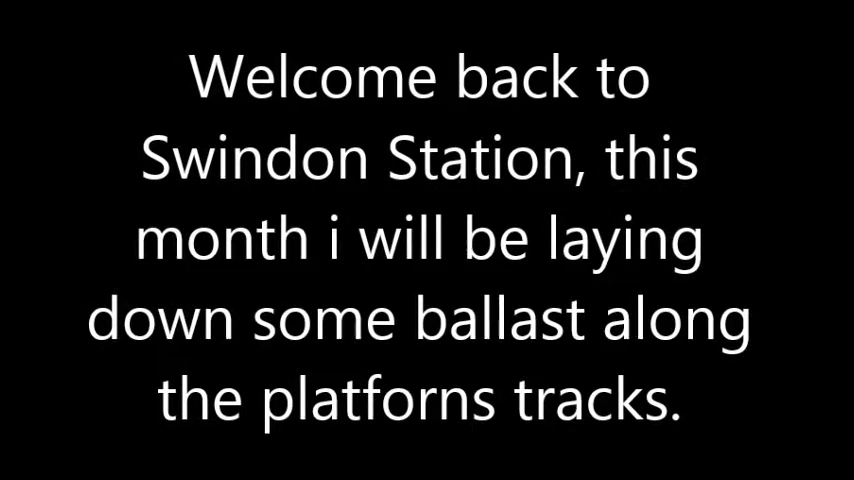 Welcome back to
Swindon Station, this
month i will be laying
down some ballast along
the platforns tracks.